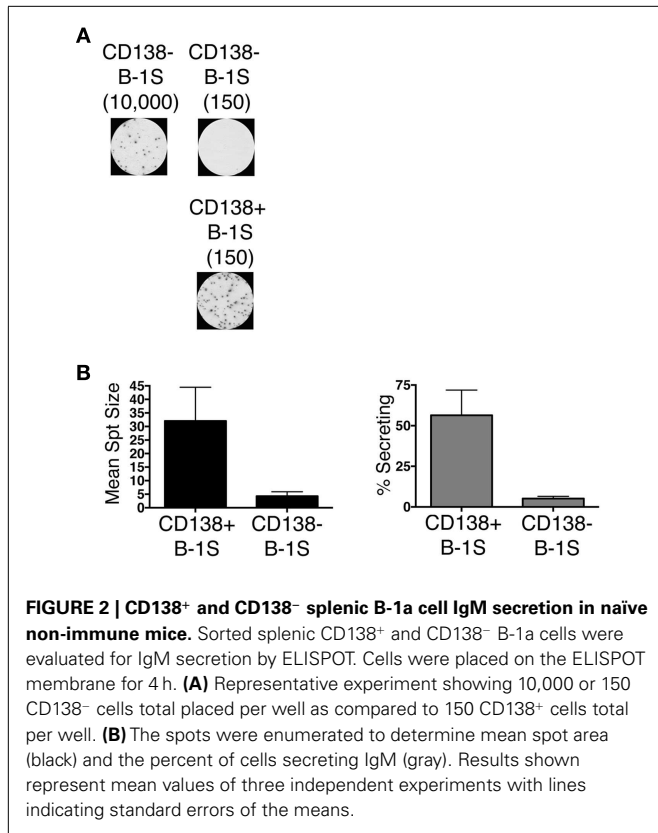 A
CD138- CD138-
B-1S B-1S
(10,000) (150)
CD138+
B-1S
(150)
B
Mean Spt Size
45
40
35
30
25
20
15
10
5
0
CD138+ CD138-
B-1S B-1S
% Secreting
75
50
25
0
CD138+ CD138-
B-1S B-1S
FIGURE 2 | CD138⁺ and CD138⁻ splenic B-1a cell IgM secretion in naïve
non-immune mice. Sorted splenic CD138⁺ and CD138⁻ B-1a cells were
evaluated for IgM secretion by ELISPOT. Cells were placed on the ELISPOT
membrane for 4 h. (A) Representative experiment showing 10,000 or 150
CD138⁻ cells total placed per well as compared to 150 CD138⁺ cells total
per well. (B) The spots were enumerated to determine mean spot area
(black) and the percent of cells secreting IgM (gray). Results shown
represent mean values of three independent experiments with lines
indicating standard errors of the means.